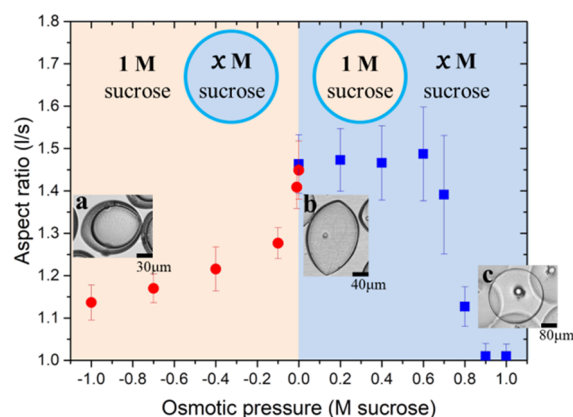 1 M
sucrose
x M
sucrose
1 M
sucrose
x M
sucrose
Aspect ratio (l/s)
1.8
1.7
1.6
1.5
1.4
1.3
1.2
1.1
1.0
a
30μm
b
40μm
c
80μm
-1.0 -0.8 -0.6 -0.4 -0.2 0.0 0.2 0.4 0.6 0.8 1.0
Osmotic pressure (M sucrose)